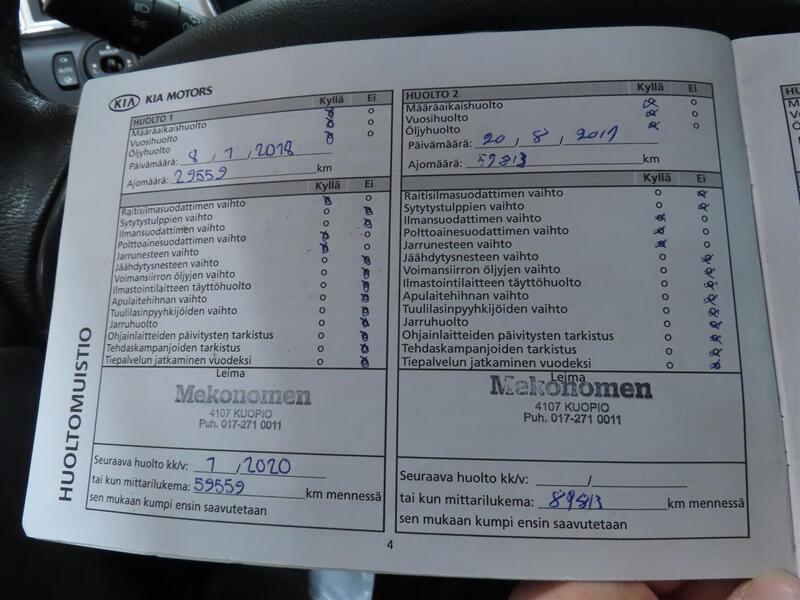 KIA KIA MOTORS
HUOLTO 1 Kyllä Ei
Määräaikaishuolto
Vuosihuolto
Öljyhuolto
Päivämäärä: 8 , 1 , 2018
Ajomäärä: 29559 km
Kyllä Ei
Raitisilmasuodattimen vaihto
Sytytystulppien vaihto
Ilmansuodattimen vaihto
Polttoainesuodattimen vaihto
Jarrunesteen vaihto
Jäähdytysnesteen vaihto
Voimansiirron öljyjen vaihto
Ilmastointilaitteen täyttöhuolto
Apulaitehihnan vaihto
Tuulilasinpyyhkijöiden vaihto
Jarruhuolto
Ohjainlaitteiden päivitysten tarkistus
Tehdaskampanjoiden tarkistus
Tiepalvelun jatkaminen vuodeksi
Leima
Mekonomen
4107 KUOPIO
Puh. 017-271 0011
Seuraava huolto kk/v: 1 , 2020
tai kun mittarilukema: 59559 km mennessä
sen mukaan kumpi ensin saavutetaan
HUOLTO 2 Kyllä Ei
Määräaikaishuolto
Vuosihuolto
Öljyhuolto
Päivämäärä: 20 , 8 , 2019
Ajomäärä: 59813 km
Kyllä Ei
Raitisilmasuodattimen vaihto
Sytytystulppien vaihto
Ilmansuodattimen vaihto
Polttoainesuodattimen vaihto
Jarrunesteen vaihto
Jäähdytysnesteen vaihto
Voimansiirron öljyjen vaihto
Ilmastointilaitteen täyttöhuolto
Apulaitehihnan vaihto
Tuulilasinpyyhkijöiden vaihto
Jarruhuolto
Ohjainlaitteiden päivitysten tarkistus
Tehdaskampanjoiden tarkistus
Tiepalvelun jatkaminen vuodeksi
Leima
Mekonomen
4107 KUOPIO
Puh. 017-271 0011
Seuraava huolto kk/v: /
tai kun mittarilukema: 89813 km mennessä
sen mukaan kumpi ensin saavutetaan
HUOLTOMUISTIO
4